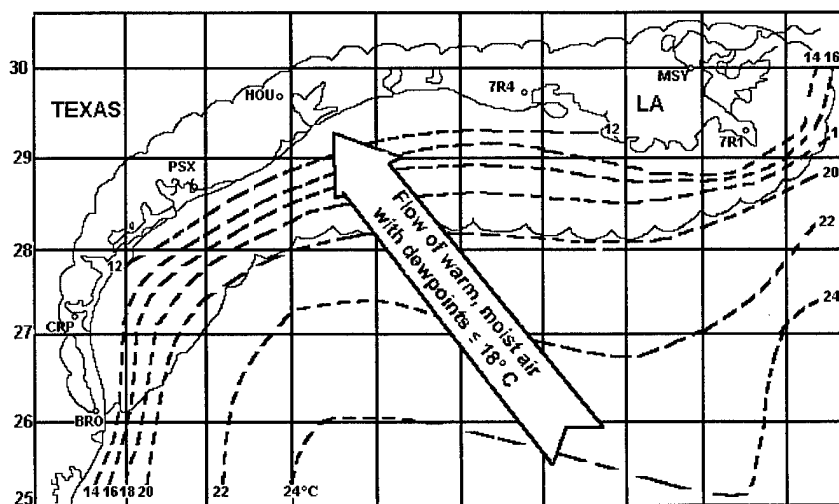 14 16
30
MSY
TEXAS
HOU
7R4
LA
12
7R1
29
PSX
20
Flow of warm, moist air
with dewpoints ≤ 18° C
22
28
12
24
27
CRP
26
BRO
25
14 16 18 20
22
24°C